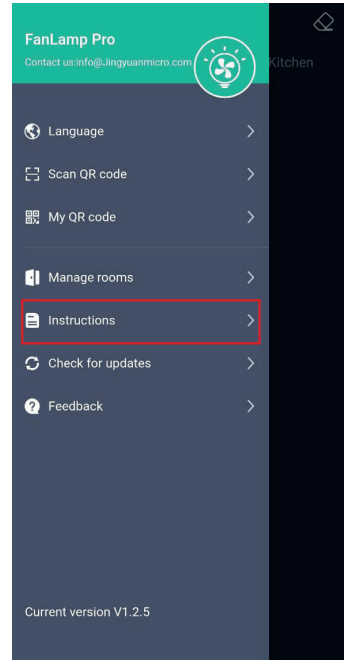 FanLamp Pro
Contact us:info@Jingyuanmicro.com
Kitchen
Language
Scan QR code
My QR code
Manage rooms
Instructions
Check for updates
Feedback
Current version V1.2.5